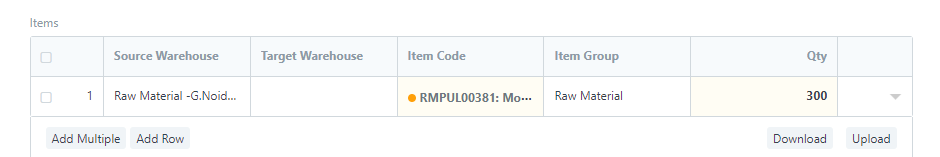 Items
Source Warehouse Target Warehouse Item Code Item Group Qty
1 Raw Material -G.Noid... RMPUL00381: Mo... Raw Material 300
Add Multiple Add Row Download Upload